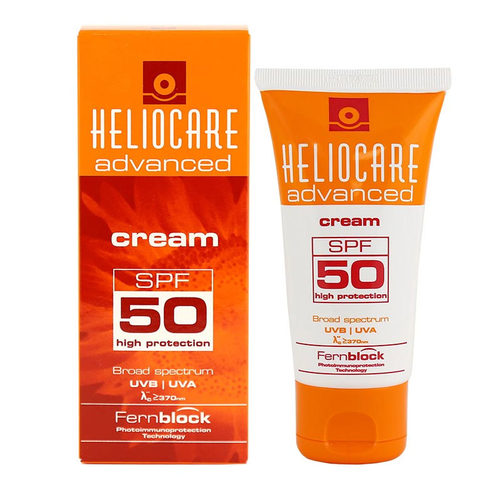 HELIOCARE
advanced
cream
SPF
50
high protection
Broad spectrum
UVB | UVA
λc ≥370nm
Fernblock
Photoimmunoprotection
Technology
HELIOCARE
advanced
cream
SPF
50
high protection
Broad spectrum
UVB | UVA
λc ≥370nm
Fernblock
Photoimmunoprotection
Technology